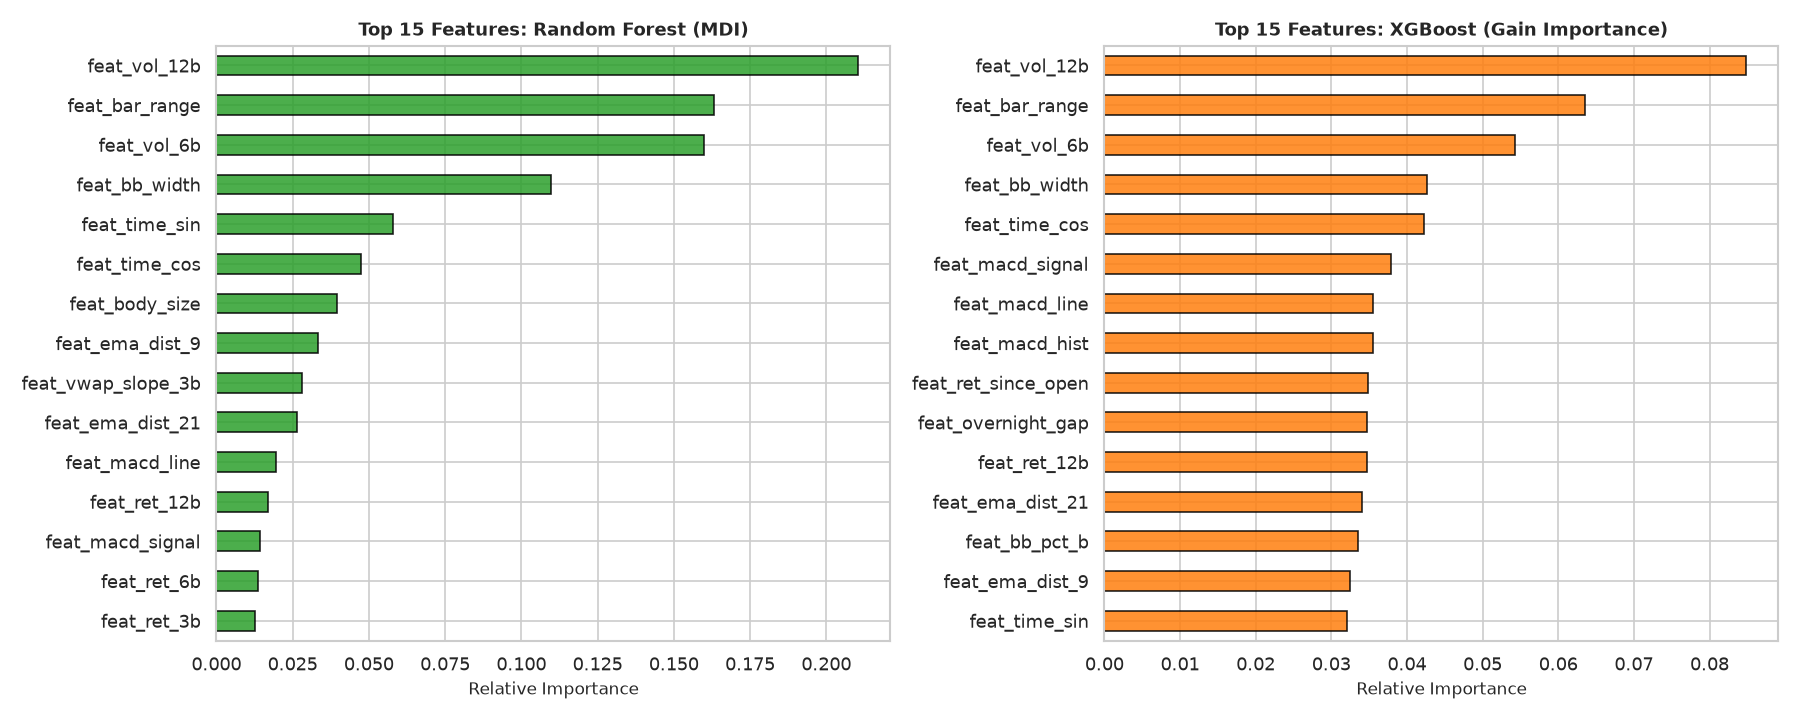 Top 15 Features: Random Forest (MDI)
feat_vol_12b
feat_bar_range
feat_vol_6b
feat_bb_width
feat_time_sin
feat_time_cos
feat_body_size
feat_ema_dist_9
feat_vwap_slope_3b
feat_ema_dist_21
feat_macd_line
feat_ret_12b
feat_macd_signal
feat_ret_6b
feat_ret_3b
0.000 0.025 0.050 0.075 0.100 0.125 0.150 0.175 0.200
Relative Importance
Top 15 Features: XGBoost (Gain Importance)
feat_vol_12b
feat_bar_range
feat_vol_6b
feat_bb_width
feat_time_cos
feat_macd_signal
feat_macd_line
feat_macd_hist
feat_ret_since_open
feat_overnight_gap
feat_ret_12b
feat_ema_dist_21
feat_bb_pct_b
feat_ema_dist_9
feat_time_sin
0.00 0.01 0.02 0.03 0.04 0.05 0.06 0.07 0.08
Relative Importance